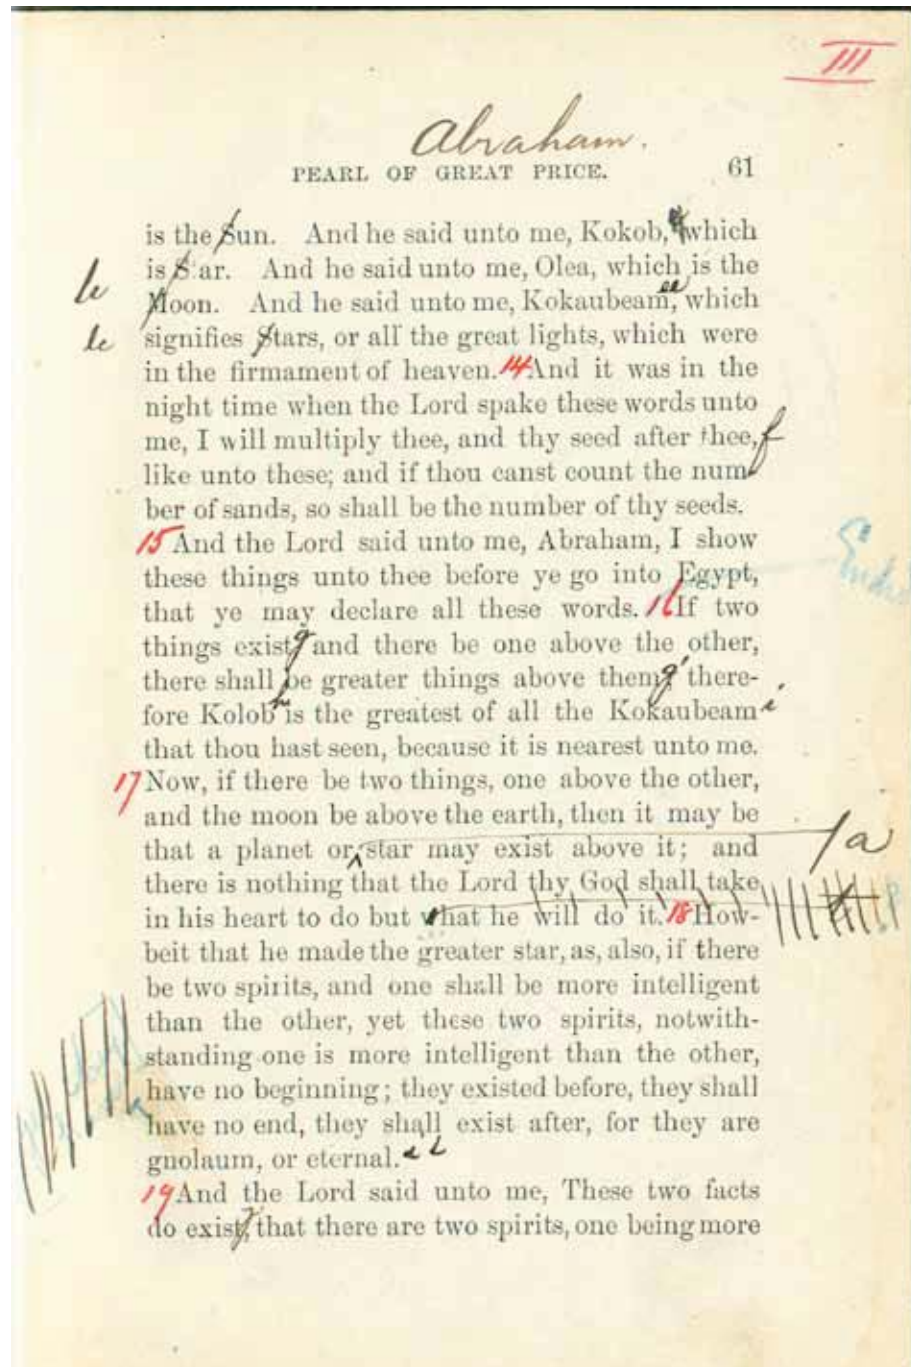 III
Abraham.
PEARL OF GREAT PRICE. 61
is the Sun. And he said unto me, Kokob, which
is S ar. And he said unto me, Olea, which is the
lc Moon. And he said unto me, Kokaubeam, which
lc signifies Stars, or all the great lights, which were
in the firmament of heaven. 14 And it was in the
night time when the Lord spake these words unto
me, I will multiply thee, and thy seed after thee,
like unto these; and if thou canst count the num
ber of sands, so shall be the number of thy seeds.
15 And the Lord said unto me, Abraham, I show
these things unto thee before ye go into Egypt,
that ye may declare all these words. 16 If two
things exist and there be one above the other,
there shall be greater things above them, there-
fore Kolob is the greatest of all the Kokaubeam
that thou hast seen, because it is nearest unto me.
17 Now, if there be two things, one above the other,
and the moon be above the earth, then it may be
that a planet or star may exist above it; and /a
there is nothing that the Lord thy God shall take
in his heart to do but what he will do it. 18 How-
beit that he made the greater star, as, also, if there
be two spirits, and one shall be more intelligent
than the other, yet these two spirits, notwith-
standing one is more intelligent than the other,
have no beginning; they existed before, they shall
have no end, they shall exist after, for they are
gnolaum, or eternal.
19 And the Lord said unto me, These two facts
do exist, that there are two spirits, one being more